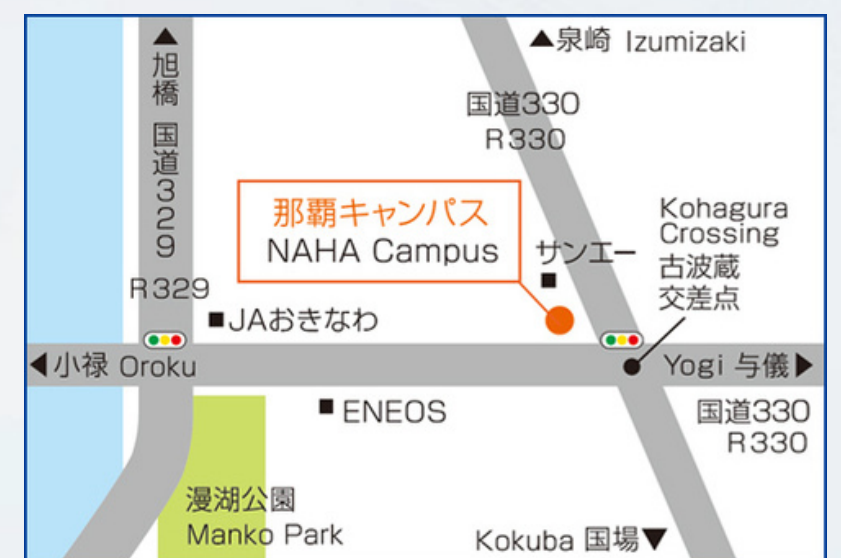 ▲泉崎 Izumizaki
▲旭橋 国道329
R329
国道330
R330
那覇キャンパス
NAHA Campus
サンエー
■
Kohagura
Crossing
古波蔵
交差点
■JAおきなわ
◀小禄 Oroku
Yogi 与儀▶
■ENEOS
国道330
R330
漫湖公園
Manko Park
Kokuba 国場▼